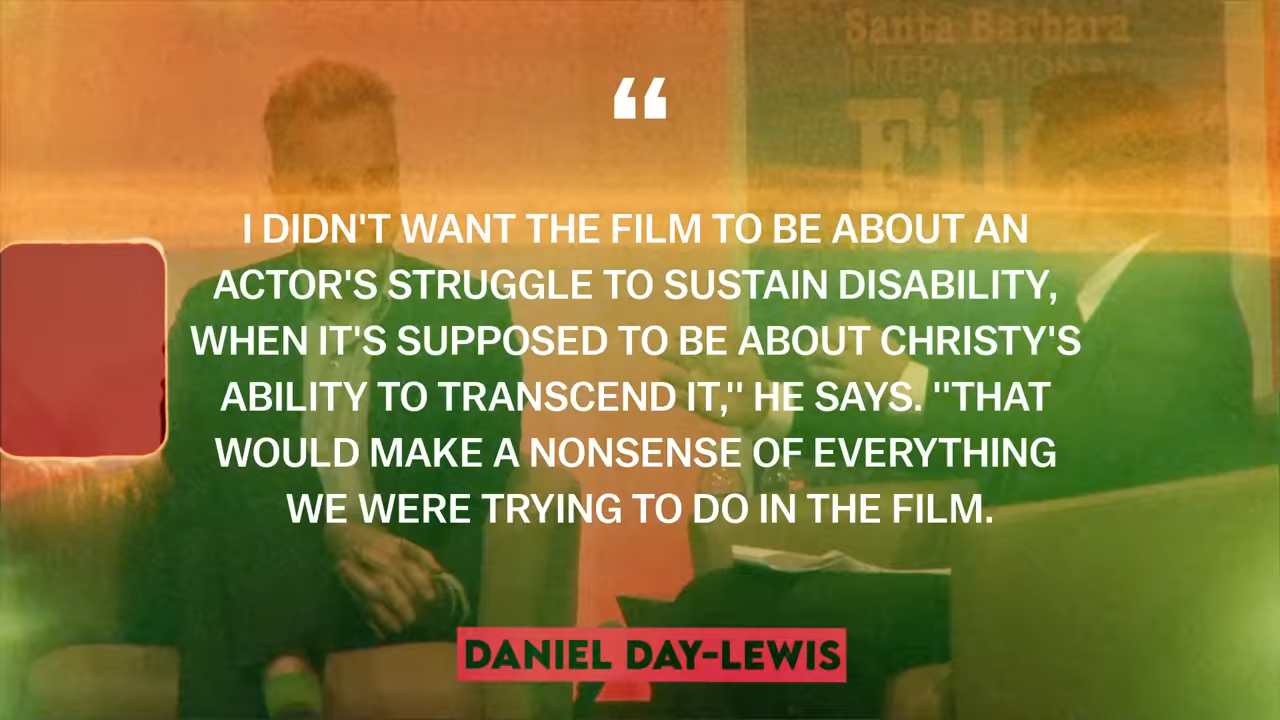 Santa Barbara
INTERNATIONAL
Fil
“
I DIDN'T WANT THE FILM TO BE ABOUT AN
ACTOR'S STRUGGLE TO SUSTAIN DISABILITY,
WHEN IT'S SUPPOSED TO BE ABOUT CHRISTY'S
ABILITY TO TRANSCEND IT," HE SAYS. "THAT
WOULD MAKE A NONSENSE OF EVERYTHING
WE WERE TRYING TO DO IN THE FILM.
DANIEL DAY-LEWIS